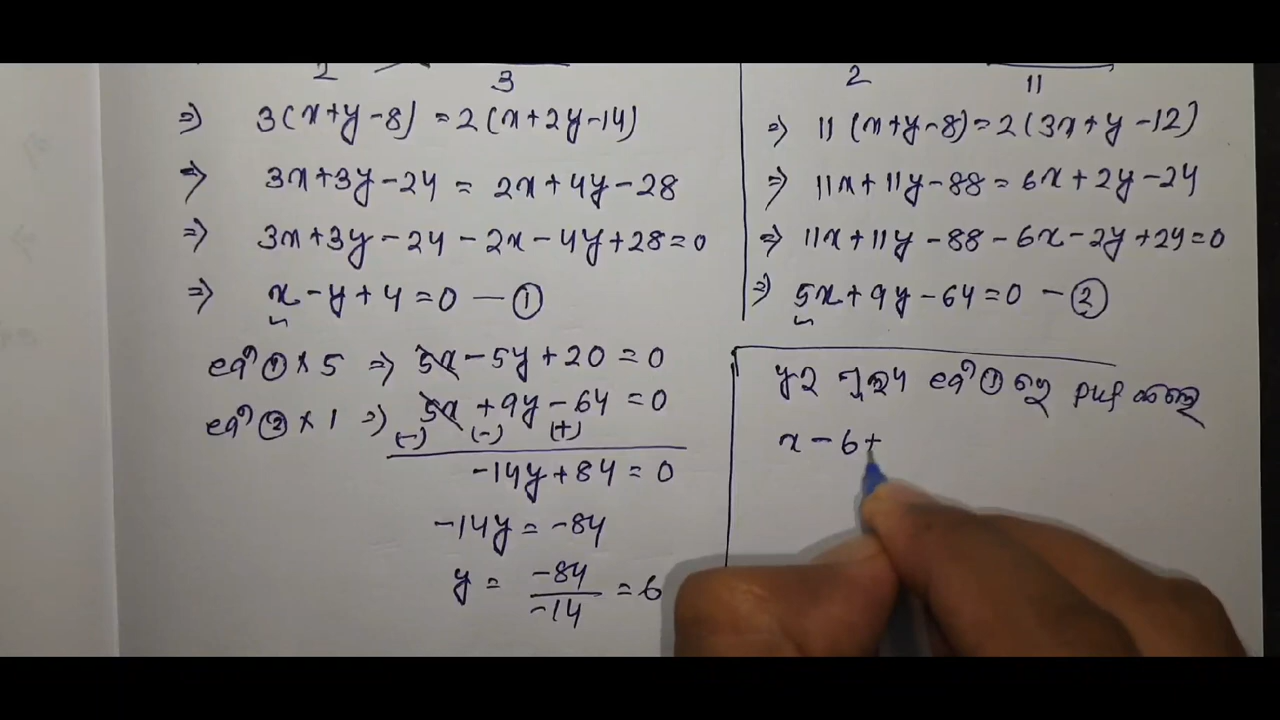 2
3
⇒ 3(x+y-8) = 2(x+2y-14)
⇒ 3x+3y-24 = 2x+4y-28
⇒ 3x+3y-24-2x-4y+28=0
⇒ x-y+4=0 — ①
eqⁿ ① × 5 ⇒ 5x-5y+20=0
eqⁿ ② × 1 ⇒ 5x+9y-64=0
(-) (-) (+)
-14y+84=0
-14y=-84
y = -84/-14 = 6
2
11
⇒ 11(x+y-8)=2(3x+y-12)
⇒ 11x+11y-88=6x+2y-24
⇒ 11x+11y-88-6x-2y+24=0
⇒ 5x+9y-64=0 — ②
yର ମୂଲ୍ୟ eqⁿ ① ରେ put କଲେ
x-6+